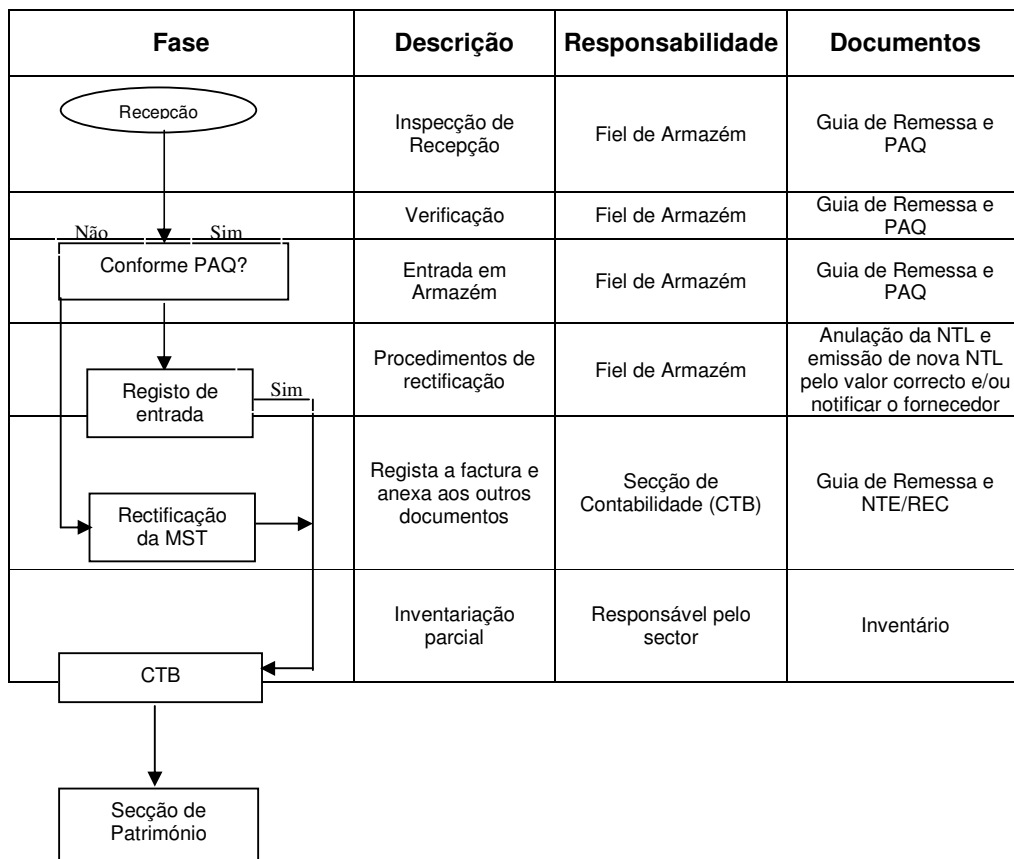 Fase
Descrição
Responsabilidade
Documentos
Recepção
Inspecção de
Recepção
Fiel de Armazém
Guia de Remessa e
PAQ
Verificação
Fiel de Armazém
Guia de Remessa e
PAQ
Não
Sim
Conforme PAQ?
Entrada em
Armazém
Fiel de Armazém
Guia de Remessa e
PAQ
Registo de
entrada
Sim
Procedimentos de
rectificação
Fiel de Armazém
Anulação da NTL e
emissão de nova NTL
pelo valor correcto e/ou
notificar o fornecedor
Rectificação
da MST
Regista a factura e
anexa aos outros
documentos
Secção de
Contabilidade (CTB)
Guia de Remessa e
NTE/REC
Inventariação
parcial
Responsável pelo
sector
Inventário
CTB
Secção de
Património